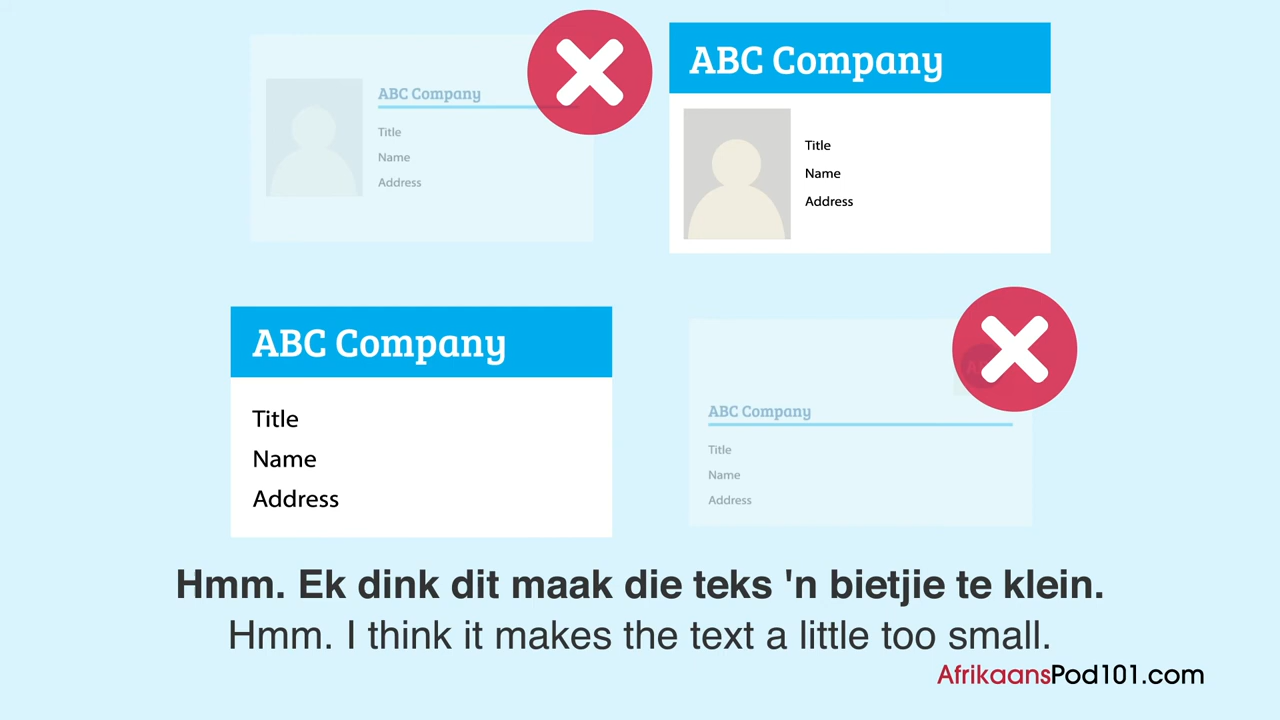 ABC Company
Title
Name
Address
ABC Company
Title
Name
Address
ABC Company
Title
Name
Address
ABC Company
Title
Name
Address
Hmm. Ek dink dit maak die teks 'n bietjie te klein.
Hmm. I think it makes the text a little too small.
AfrikaansPod101.com